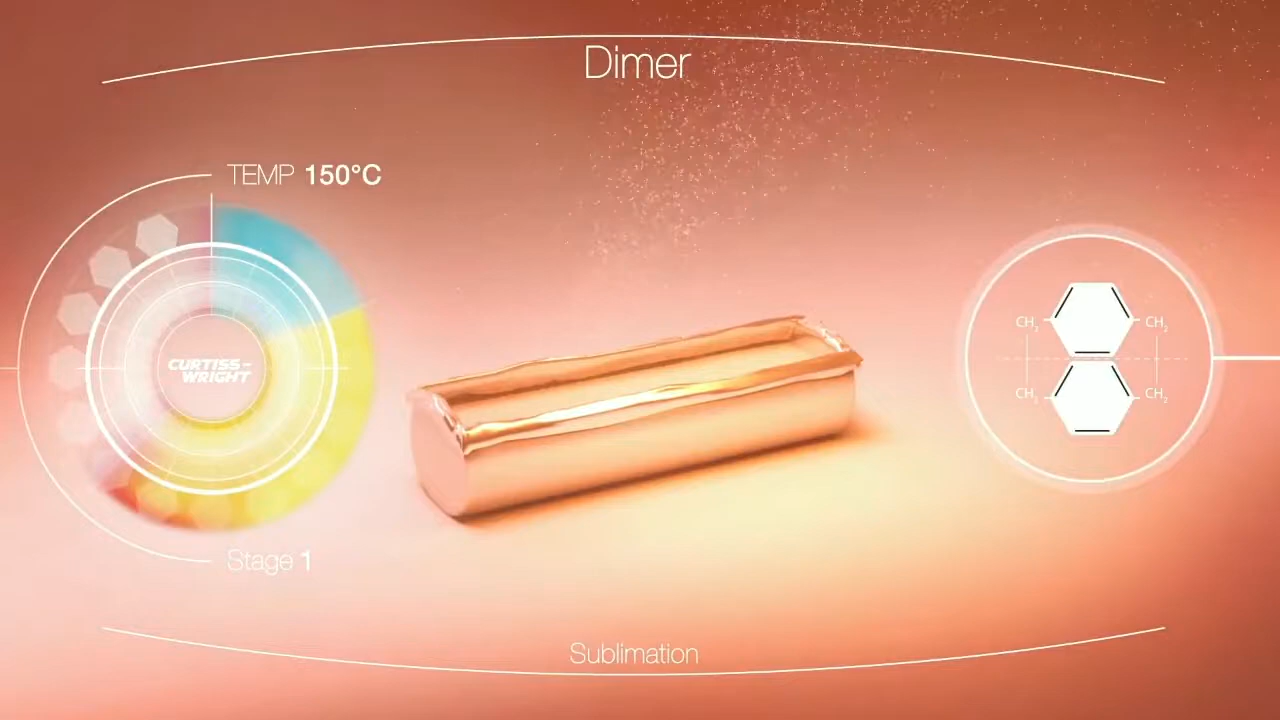 Dimer
TEMP 150°C
CURTISS-
WRIGHT
CH2 CH2
CH2 CH2
Stage 1
Sublimation